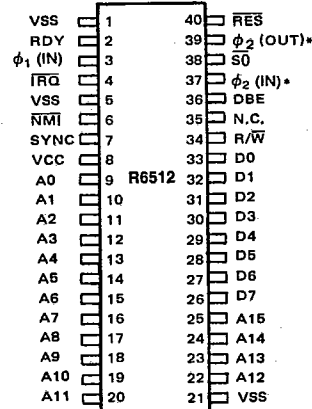 VSS 1 40 R̅E̅S̅
RDY 2 39 ϕ₂ (OUT)*
ϕ₁ (IN) 3 38 S̅O̅
I̅R̅Q̅ 4 37 ϕ₂ (IN)*
VSS 5 36 DBE
N̅M̅I̅ 6 35 N.C.
SYNC 7 34 R/W̅
VCC 8 33 D0
A0 9 R6512 32 D1
A1 10 31 D2
A2 11 30 D3
A3 12 29 D4
A4 13 28 D5
A5 14 27 D6
A6 15 26 D7
A7 16 25 A15
A8 17 24 A14
A9 18 23 A13
A10 19 22 A12
A11 20 21 VSS